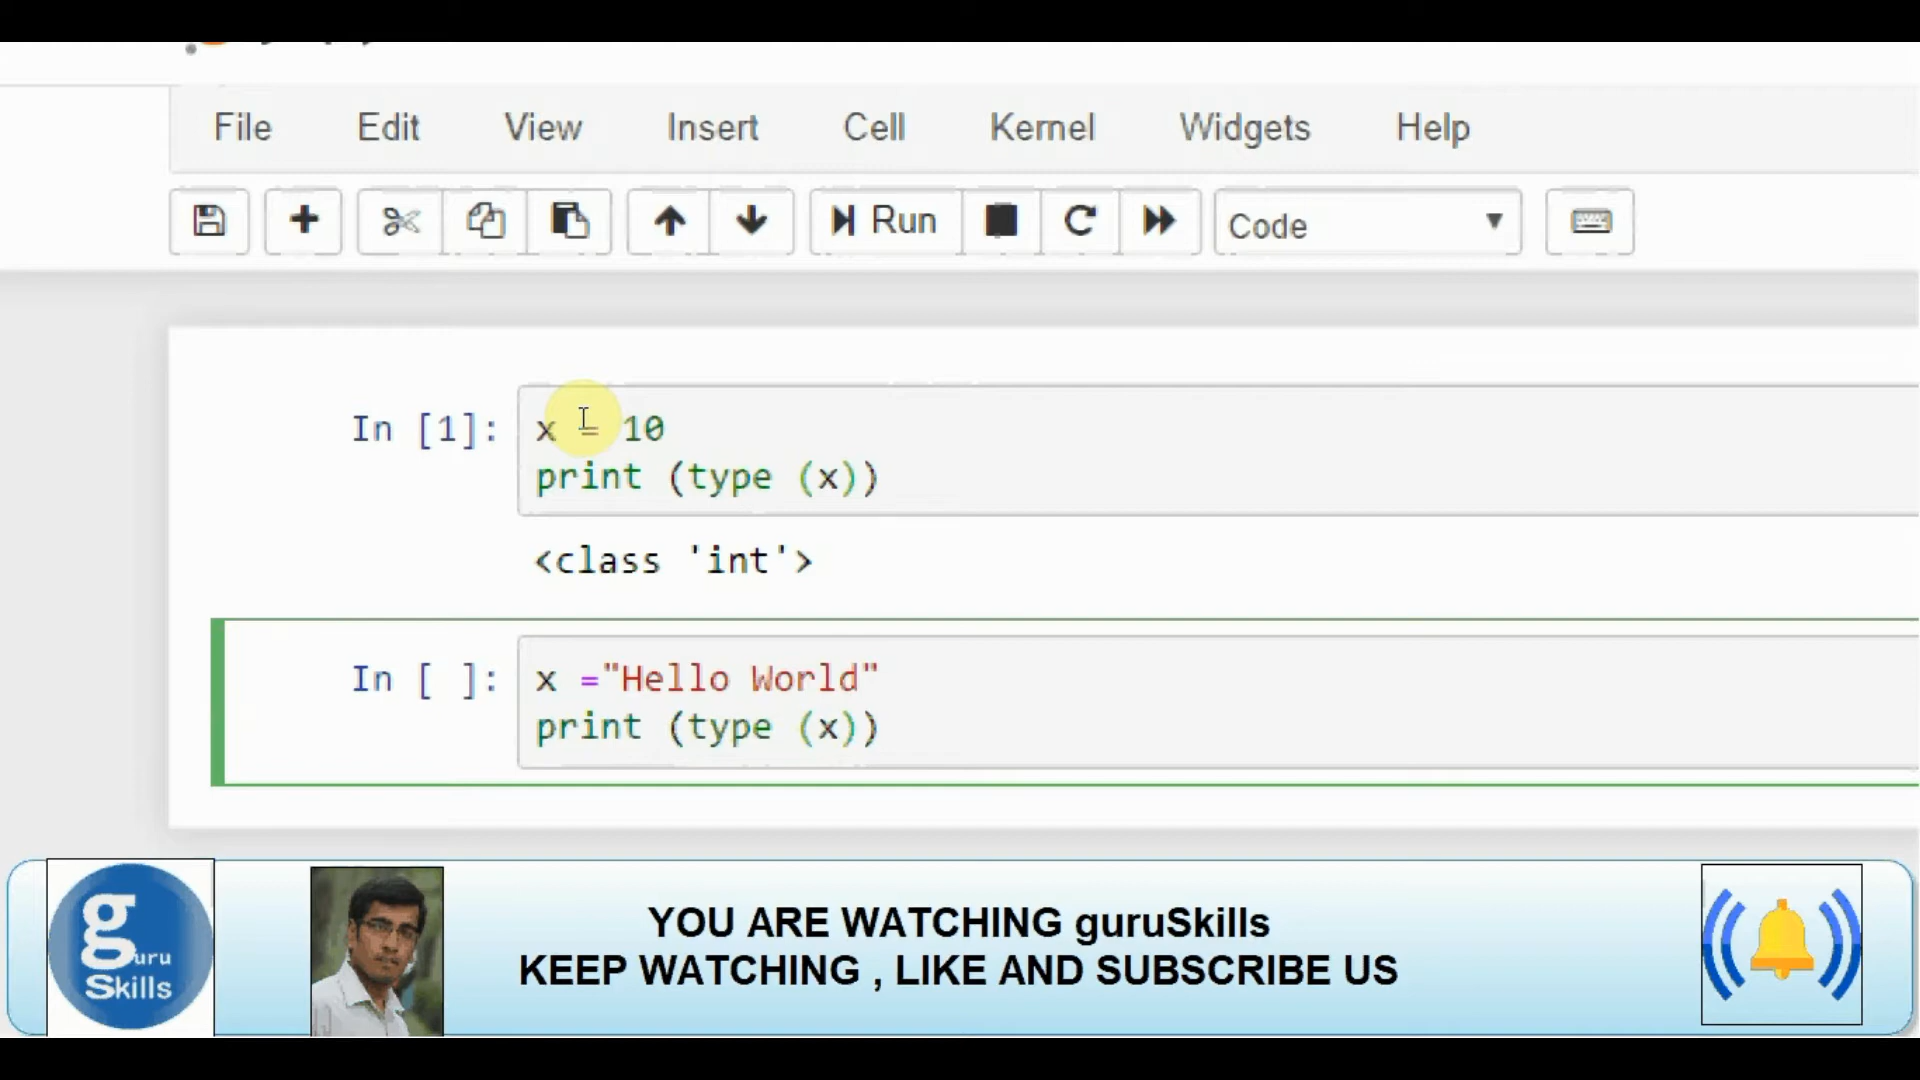 File Edit View Insert Cell Kernel Widgets Help
Run Code
In [1]: x = 10
print (type (x))
<class 'int'>
In [ ]: x ="Hello World"
print (type (x))
guru Skills
YOU ARE WATCHING guruSkills
KEEP WATCHING , LIKE AND SUBSCRIBE US